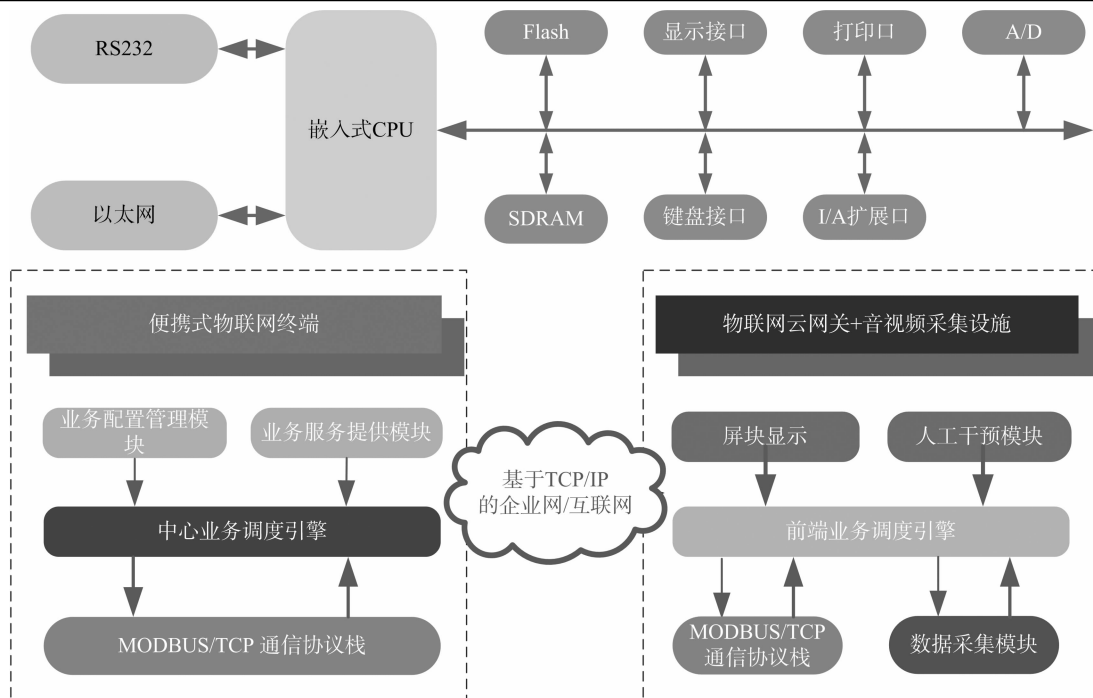 RS232
以太网
嵌入式CPU
Flash
显示接口
打印口
A/D
SDRAM
键盘接口
I/A扩展口
便携式物联网终端
业务配置管理模
块
业务服务提供模块
中心业务调度引擎
MODBUS/TCP 通信协议栈
基于TCP/IP
的企业网/互联网
物联网云网关+音视频采集设施
屏块显示
人工干预模块
前端业务调度引擎
MODBUS/TCP
通信协议栈
数据采集模块